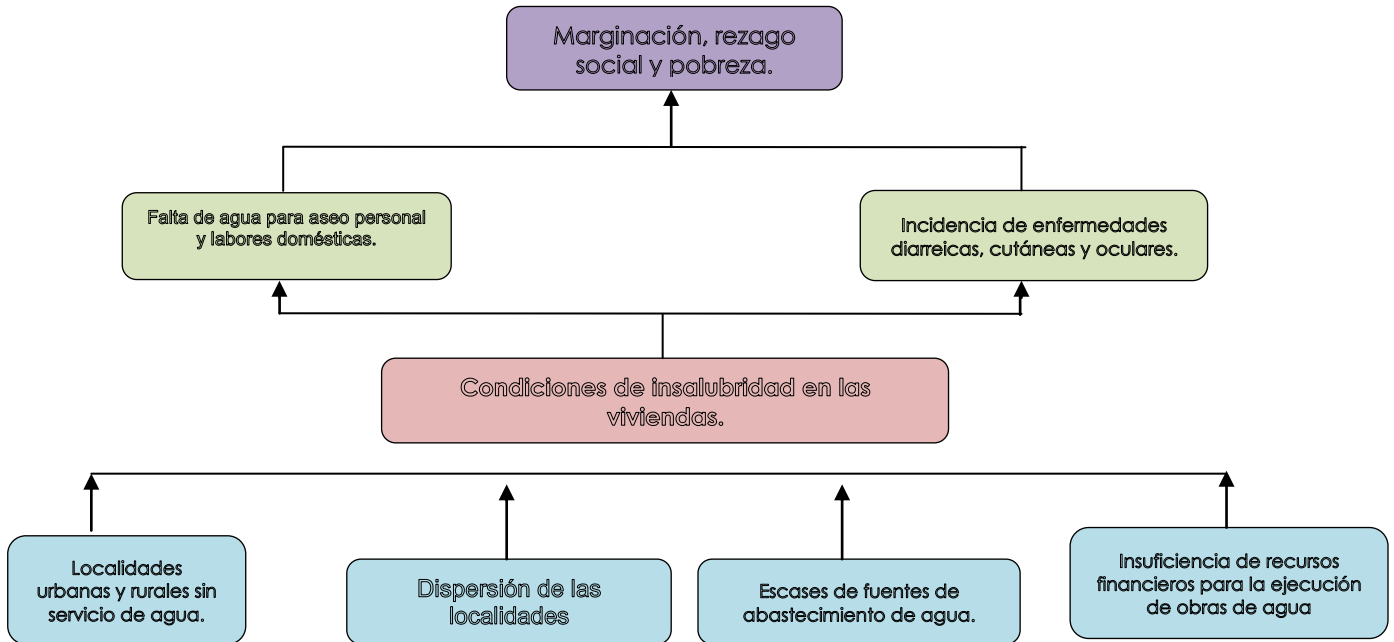 Marginación, rezago
social y pobreza.
Falta de agua para aseo personal
y labores domésticas.
Incidencia de enfermedades
diarreicas, cutáneas y oculares.
Condiciones de insalubridad en las
viviendas.
Localidades
urbanas y rurales sin
servicio de agua.
Dispersión de las
localidades
Escases de fuentes de
abastecimiento de agua.
Insuficiencia de recursos
financieros para la ejecución
de obras de agua